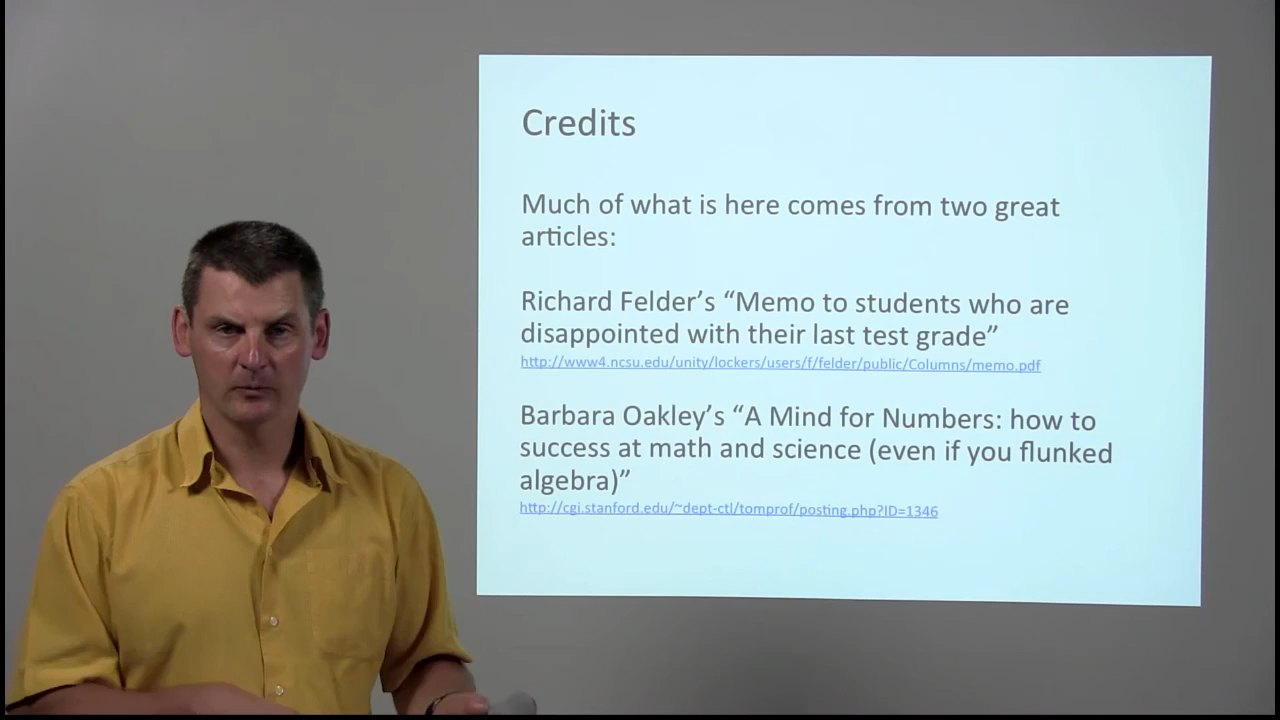 Credits
Much of what is here comes from two great
articles:
Richard Felder's “Memo to students who are
disappointed with their last test grade”
http://www4.ncsu.edu/unity/lockers/users/f/felder/public/Columns/memo.pdf
Barbara Oakley's “A Mind for Numbers: how to
success at math and science (even if you flunked
algebra)”
http://cgi.stanford.edu/~dept-ctl/tomprof/posting.php?ID=1346